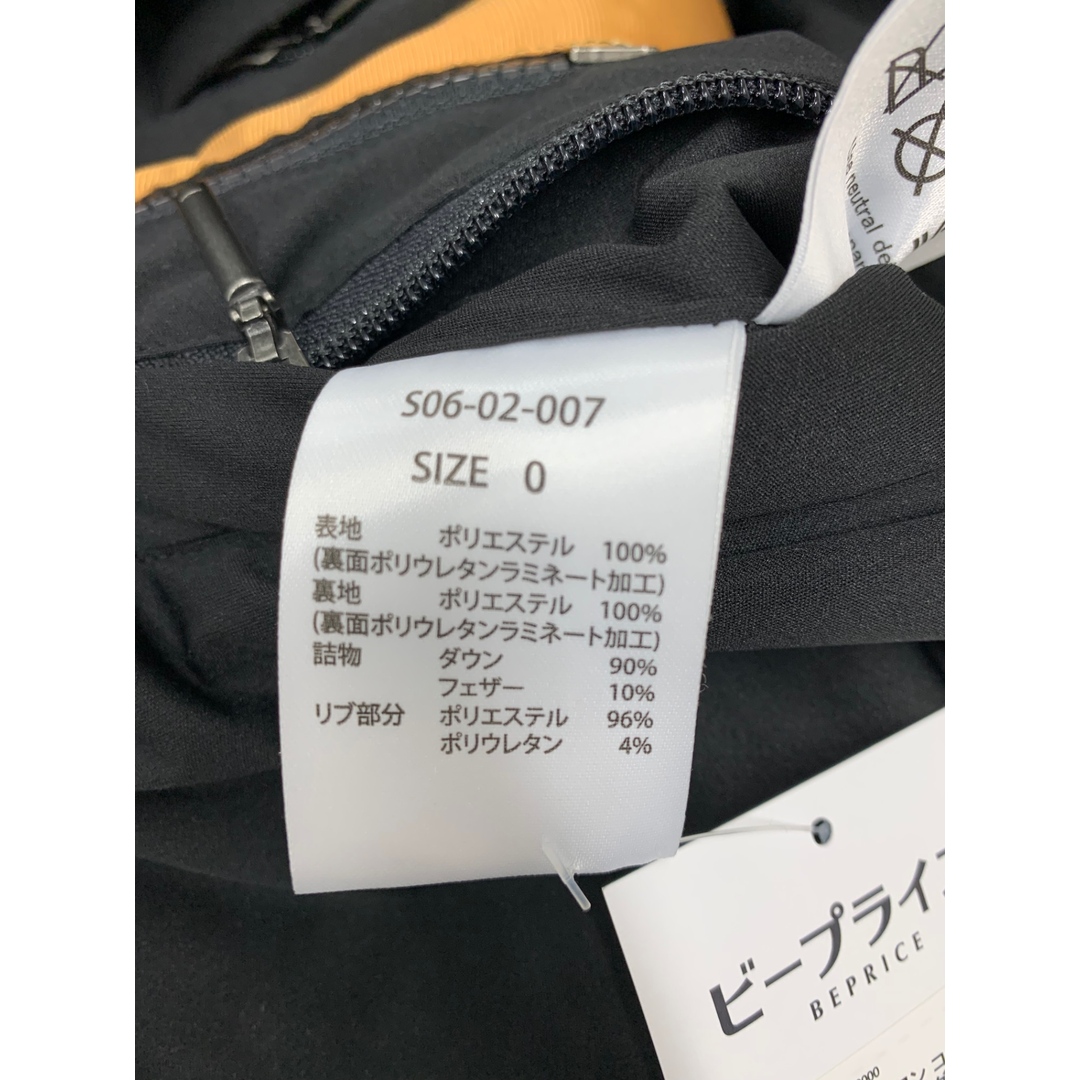 S06-02-007
SIZE 0
表地 ポリエステル 100%
(裏面ポリウレタンラミネート加工)
裏地 ポリエステル 100%
(裏面ポリウレタンラミネート加工)
詰物 ダウン 90%
フェザー 10%
リブ部分 ポリエステル 96%
ポリウレタン 4%
neutral
ビープライ
BEPRICE